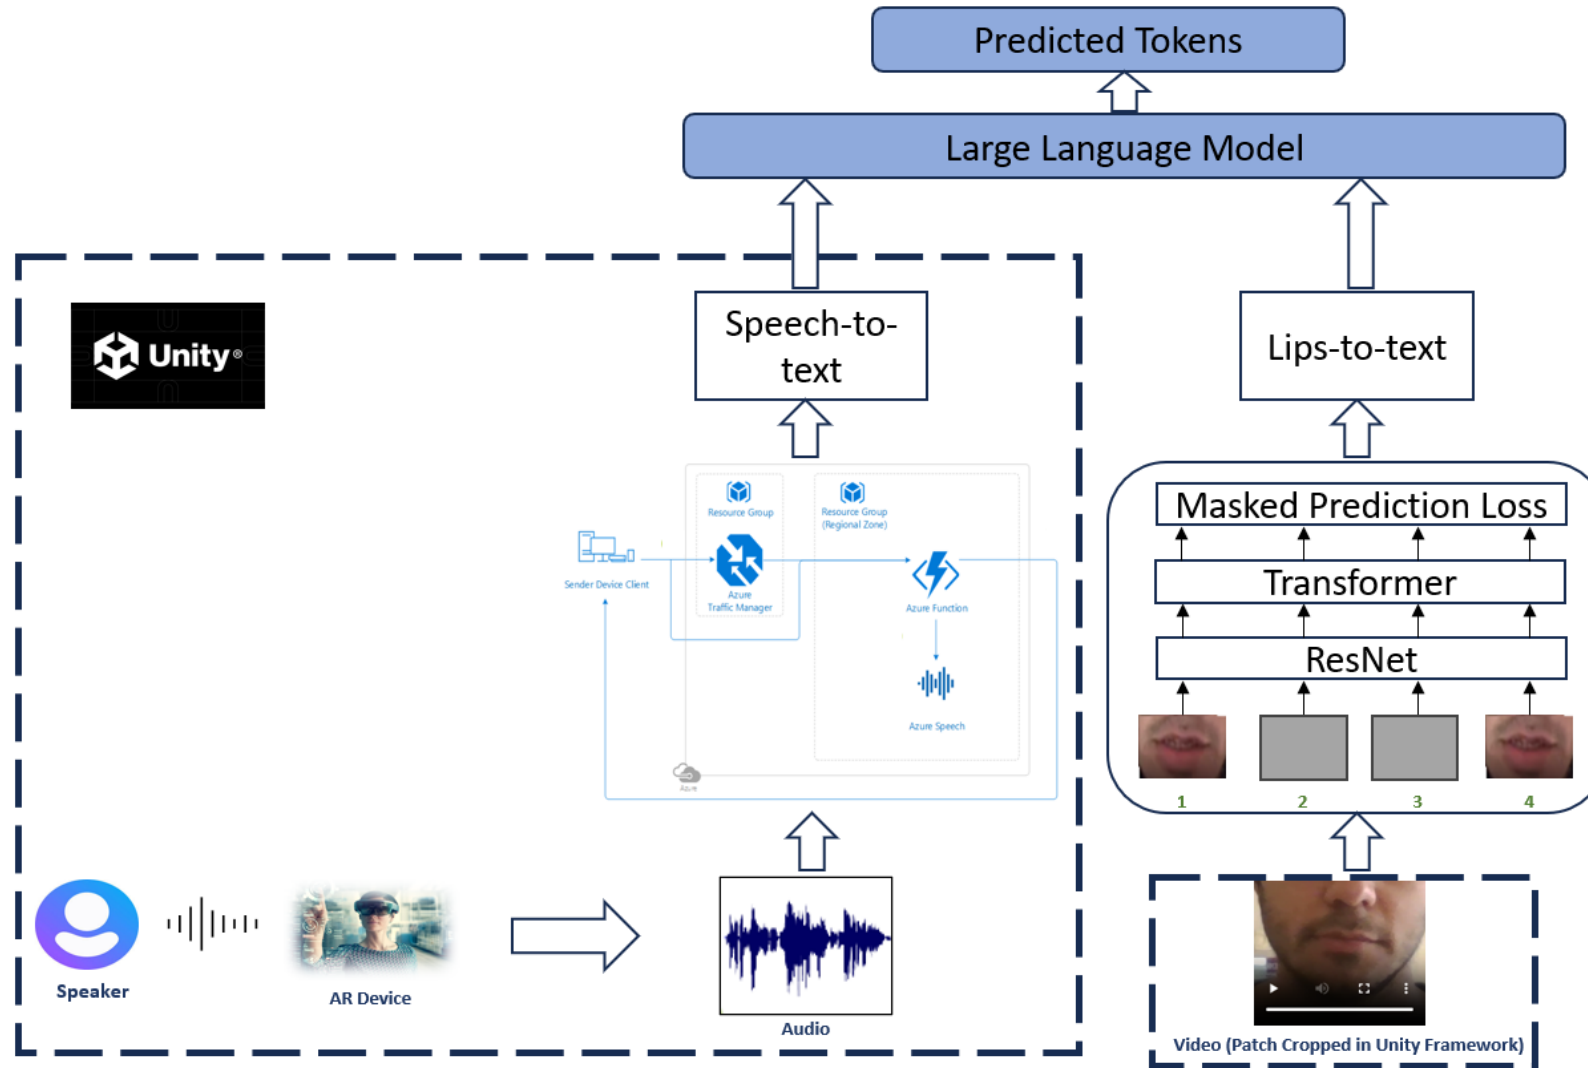 Predicted Tokens
Large Language Model
Unity®
Speech-to-
text
Lips-to-text
Resource Group
Resource Group
(Regional Zone)
Sender Device Client
Azure
Traffic Manager
Azure Function
Azure Speech
Azure
Masked Prediction Loss
Transformer
ResNet
1
2
3
4
Speaker
AR Device
Audio
Video (Patch Cropped in Unity Framework)